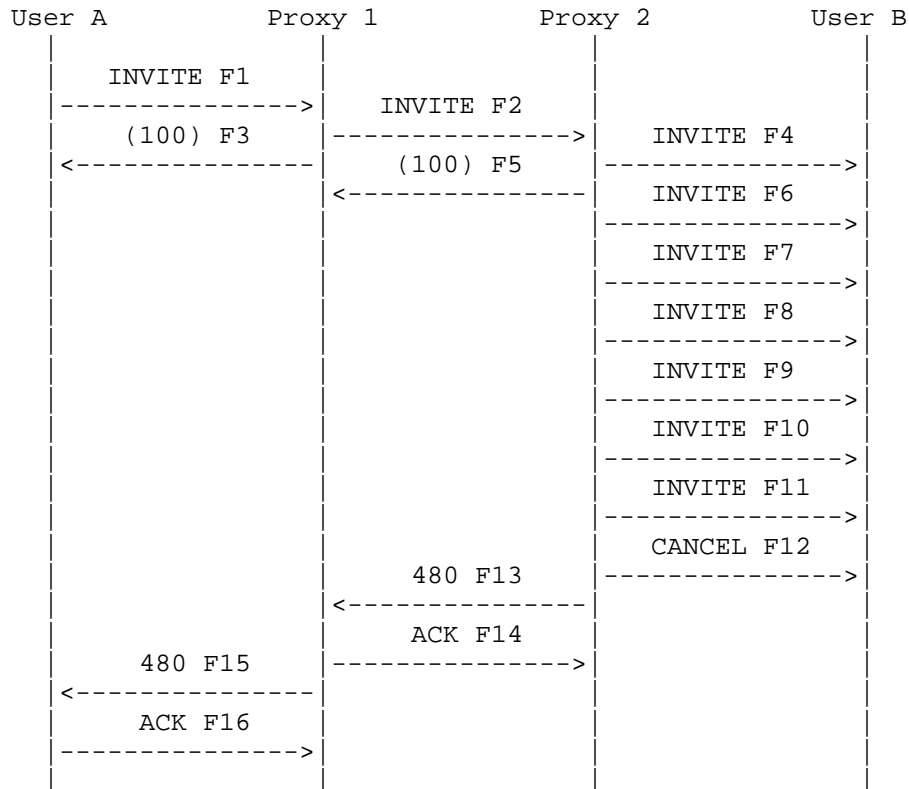 User A Proxy 1 Proxy 2 User B
INVITE F1
INVITE F2
(100) F3 INVITE F4
(100) F5
INVITE F6
INVITE F7
INVITE F8
INVITE F9
INVITE F10
INVITE F11
CANCEL F12
480 F13
ACK F14
480 F15
ACK F16